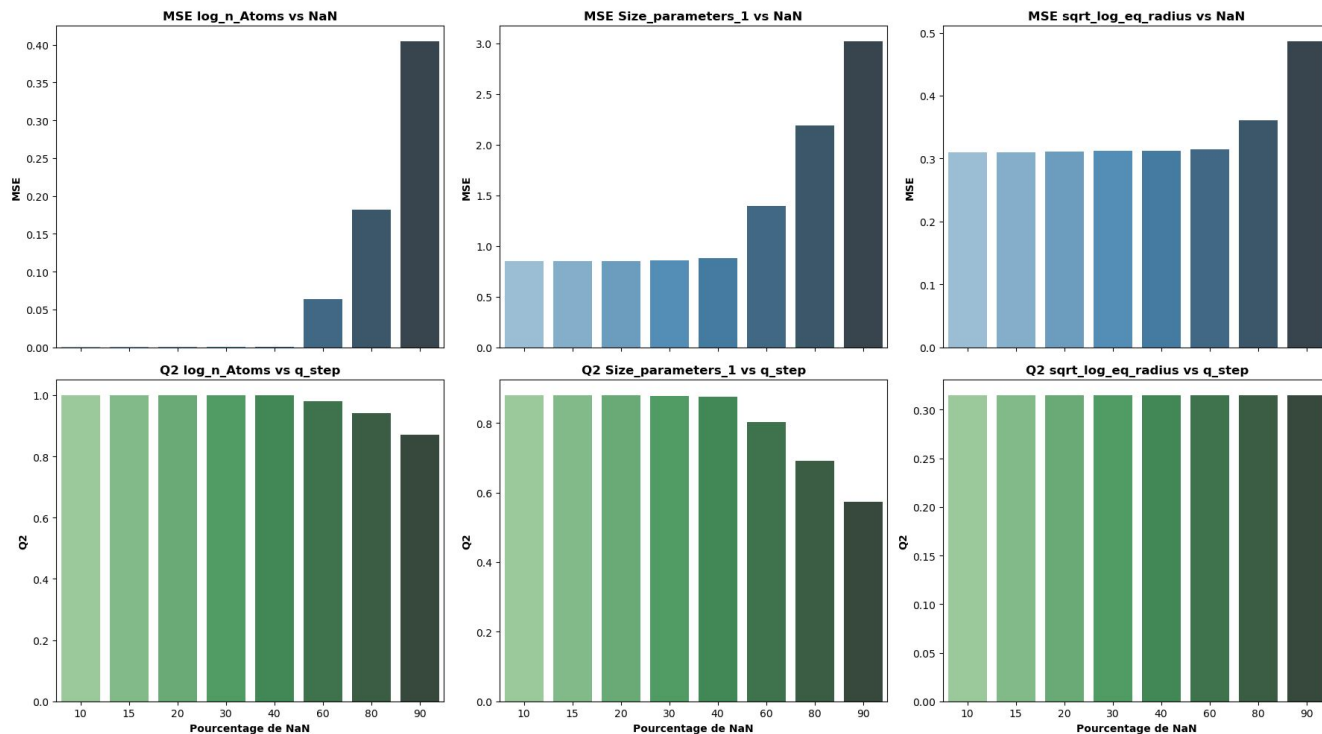 MSE log_n_Atoms vs NaN
MSE
0.40
0.35
0.30
0.25
0.20
0.15
0.10
0.05
0.00
MSE Size_parameters_1 vs NaN
MSE
3.0
2.5
2.0
1.5
1.0
0.5
0.0
MSE sqrt_log_eq_radius vs NaN
MSE
0.5
0.4
0.3
0.2
0.1
0.0
Q2 log_n_Atoms vs q_step
Q2
1.0
0.8
0.6
0.4
0.2
0.0
10 15 20 30 40 60 80 90
Pourcentage de NaN
Q2 Size_parameters_1 vs q_step
Q2
0.8
0.6
0.4
0.2
0.0
10 15 20 30 40 60 80 90
Pourcentage de NaN
Q2 sqrt_log_eq_radius vs q_step
Q2
0.30
0.25
0.20
0.15
0.10
0.05
0.00
10 15 20 30 40 60 80 90
Pourcentage de NaN